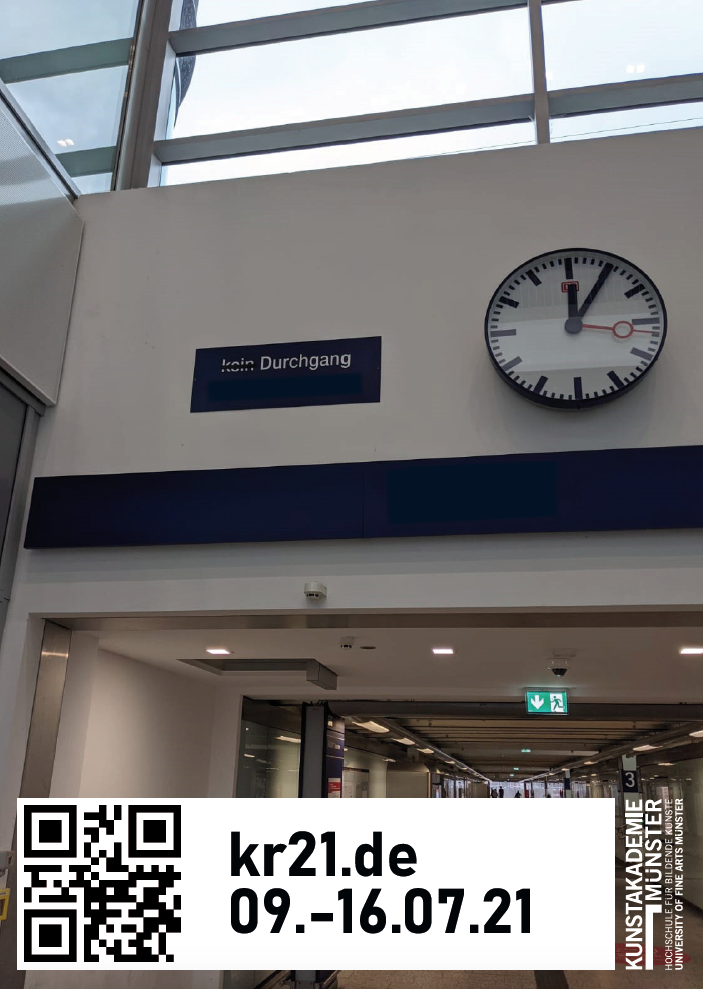 kein Durchgang
3
kr21.de
09.-16.07.21
KUNSTAKADEMIE
MÜNSTER
HOCHSCHULE FÜR BILDENDE KÜNSTE
UNIVERSITY OF FINE ARTS MÜNSTER